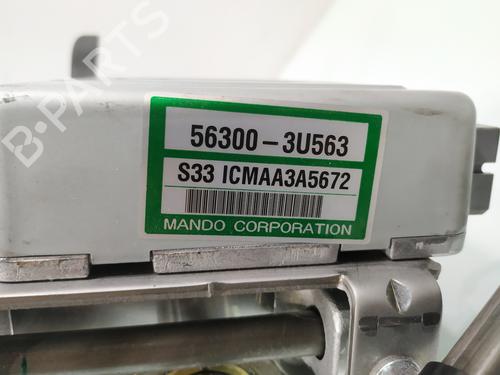 B-PARTS
56300-3U563
S33 ICMAA3A5672
MANDO CORPORATION